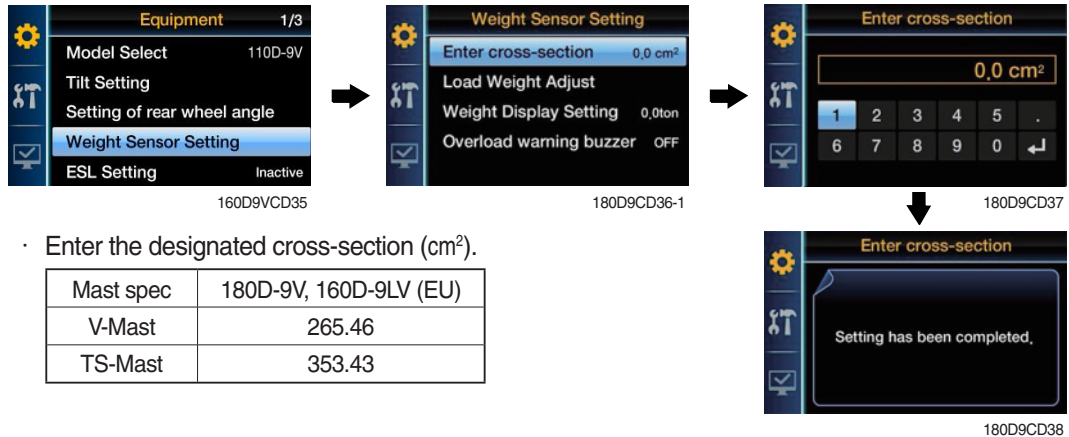 Equipment 1/3
Model Select 110D-9V
Tilt Setting
Setting of rear wheel angle
Weight Sensor Setting
ESL Setting Inactive
160D9VCD35
Weight Sensor Setting
Enter cross-section 0.0 cm²
Load Weight Adjust
Weight Display Setting 0.0ton
Overload warning buzzer OFF
180D9CD36-1
Enter cross-section
0.0 cm²
1 2 3 4 5 .
6 7 8 9 0 ↵
180D9CD37
· Enter the designated cross-section (cm²).
Mast spec 180D-9V, 160D-9LV (EU)
V-Mast 265.46
TS-Mast 353.43
Enter cross-section
Setting has been completed.
180D9CD38